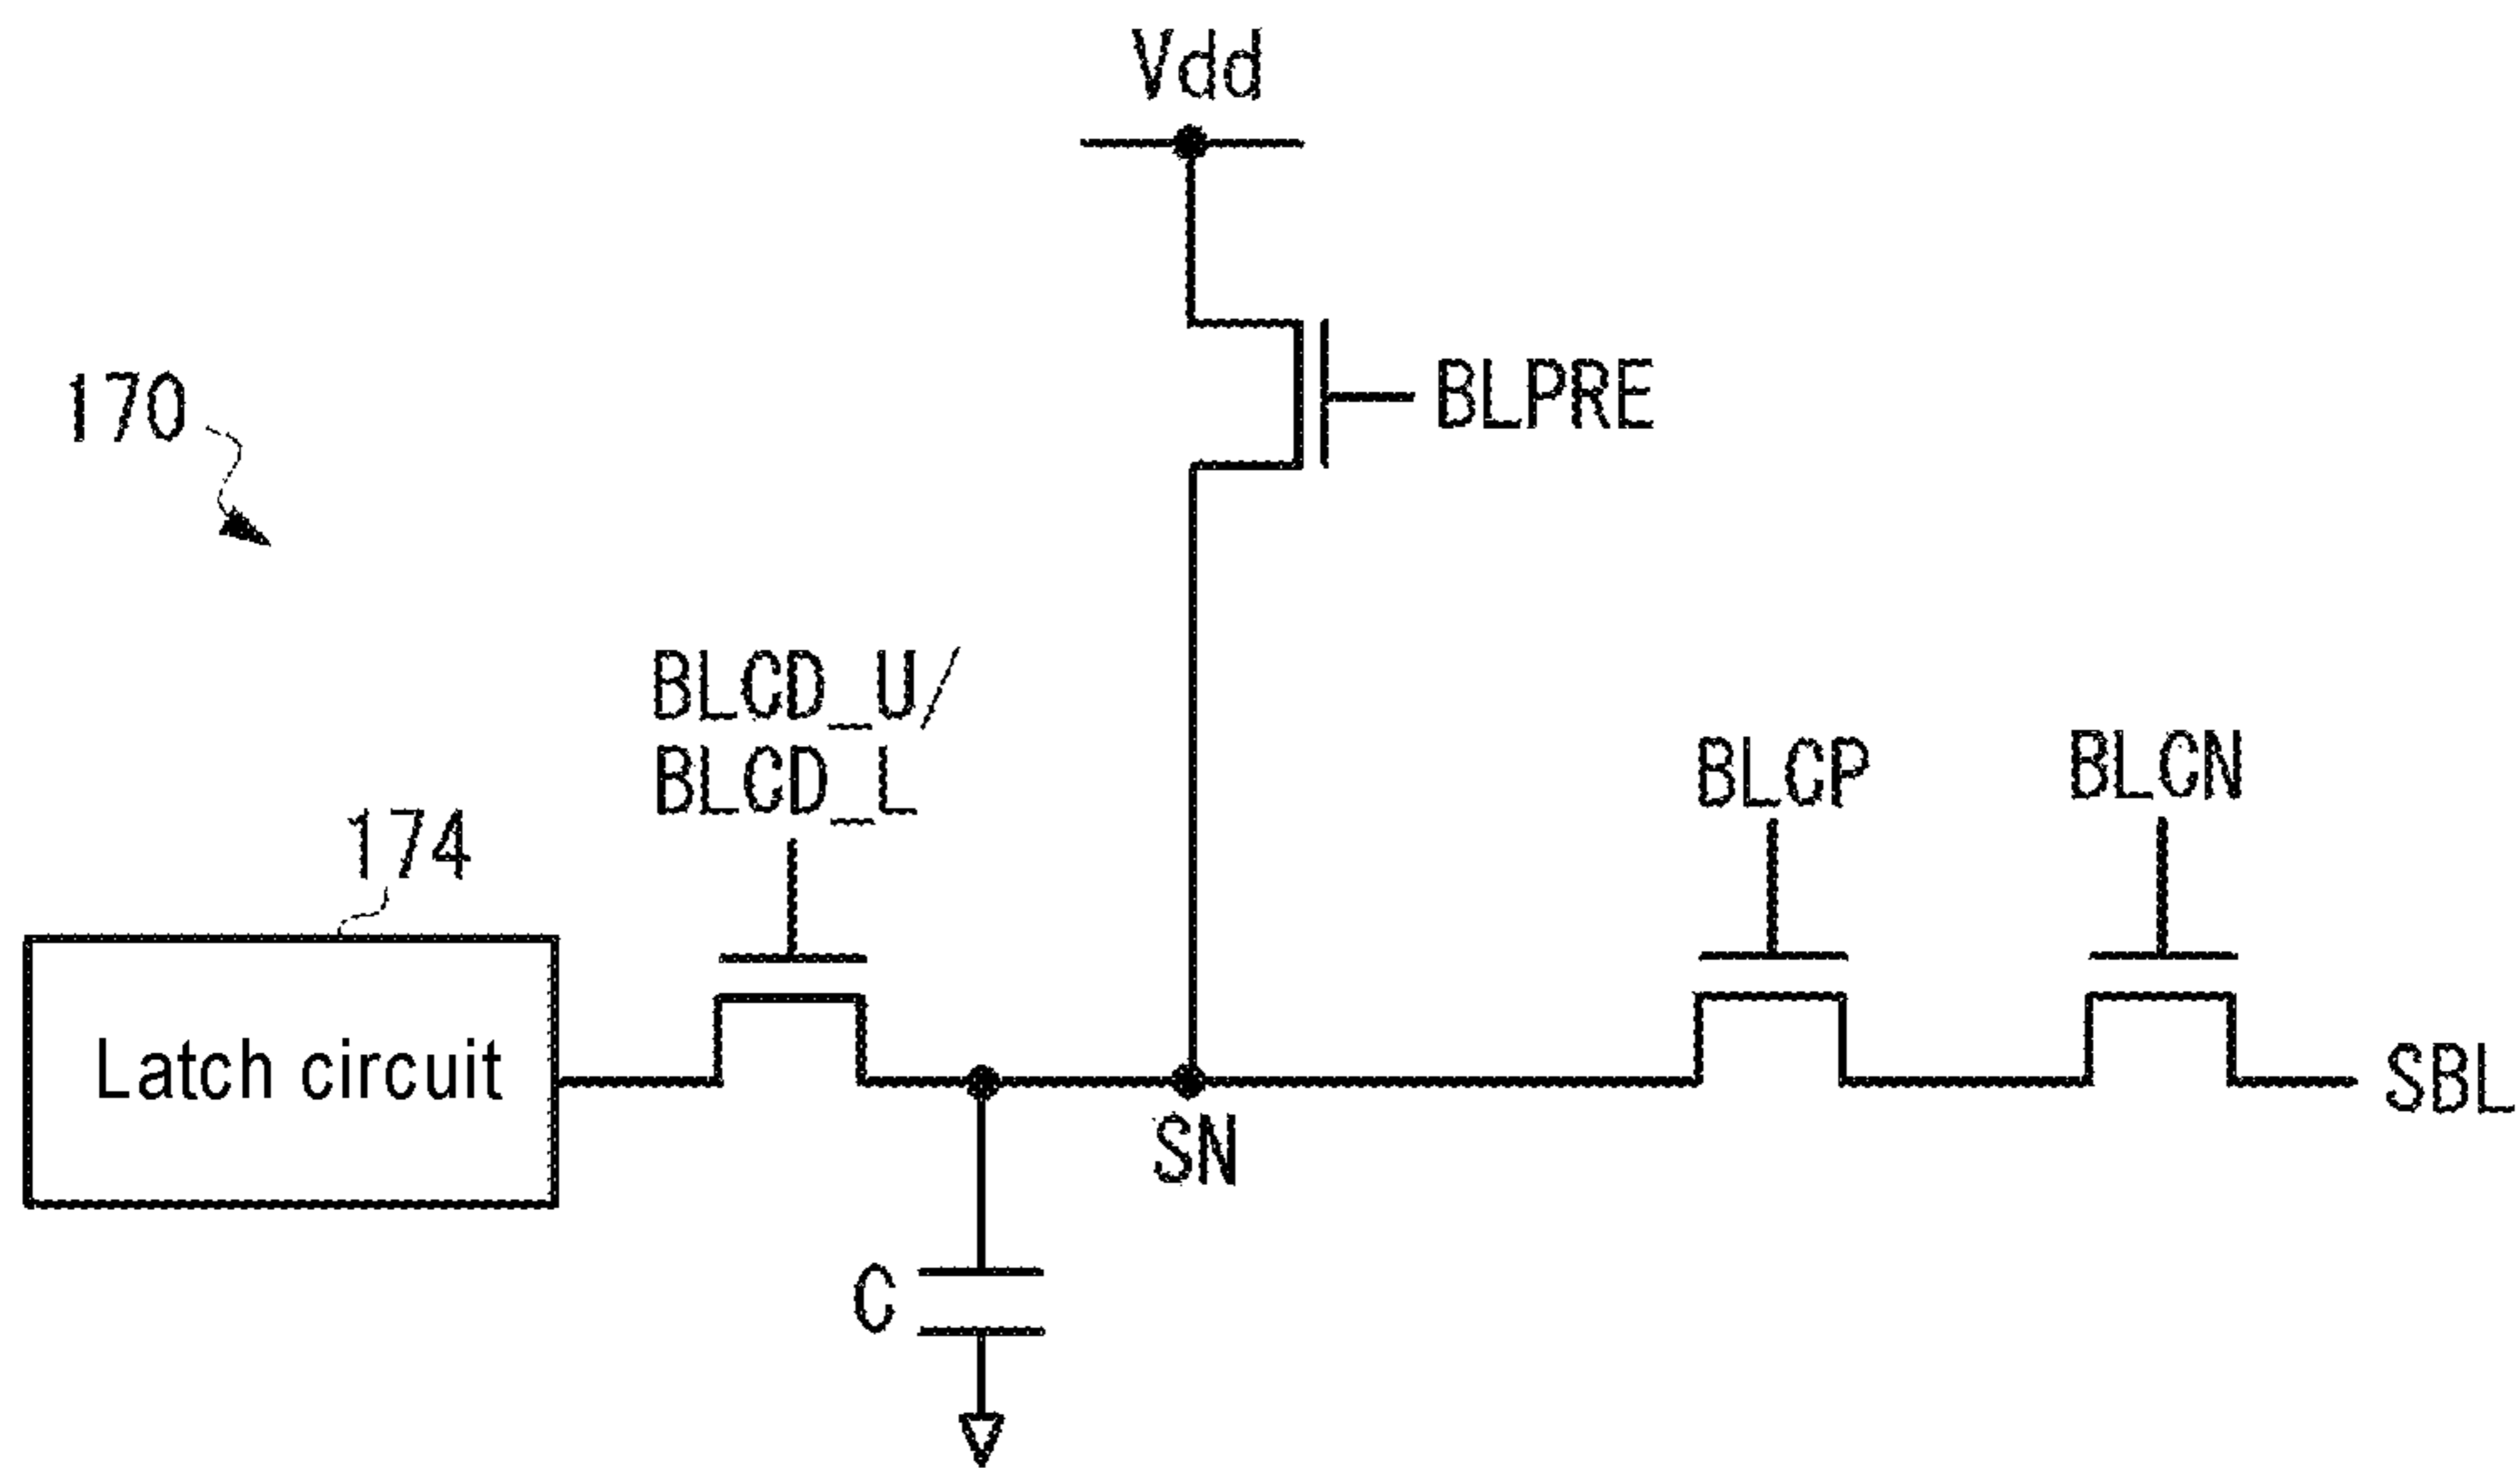 Vdd
170
BLPRE
BLCD_U/
BLCD_L
BLCP
BLCN
174
Latch circuit
SBL
SN
C